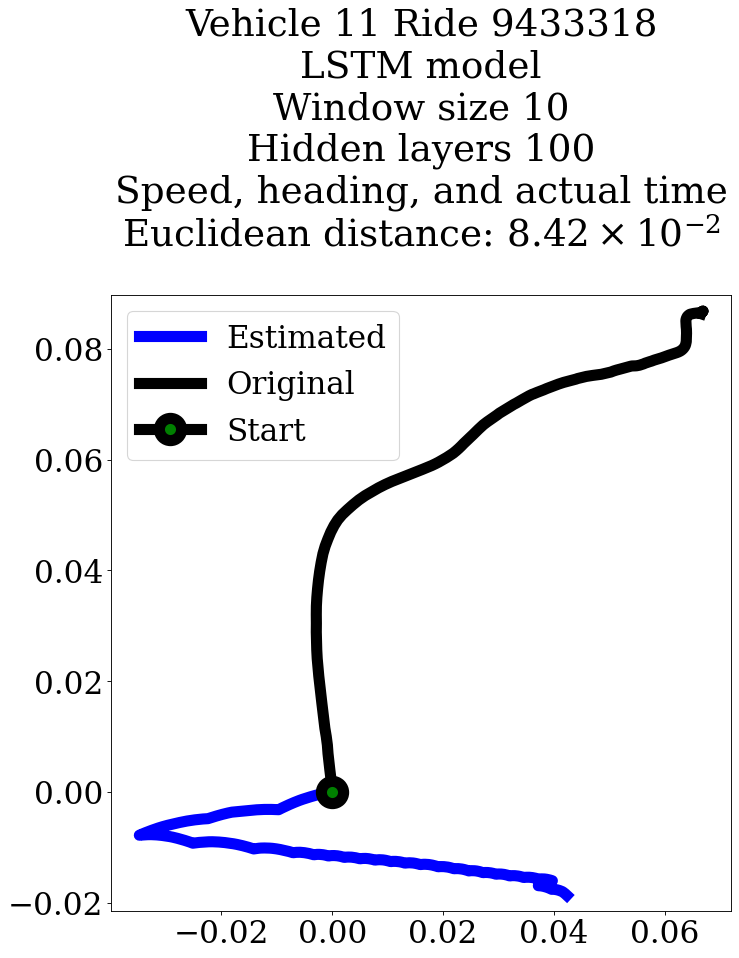 Vehicle 11 Ride 9433318
LSTM model
Window size 10
Hidden layers 100
Speed, heading, and actual time
Euclidean distance: 8.42 × 10⁻²
Estimated
Original
Start
0.08
0.06
0.04
0.02
0.00
−0.02
−0.02 0.00 0.02 0.04 0.06